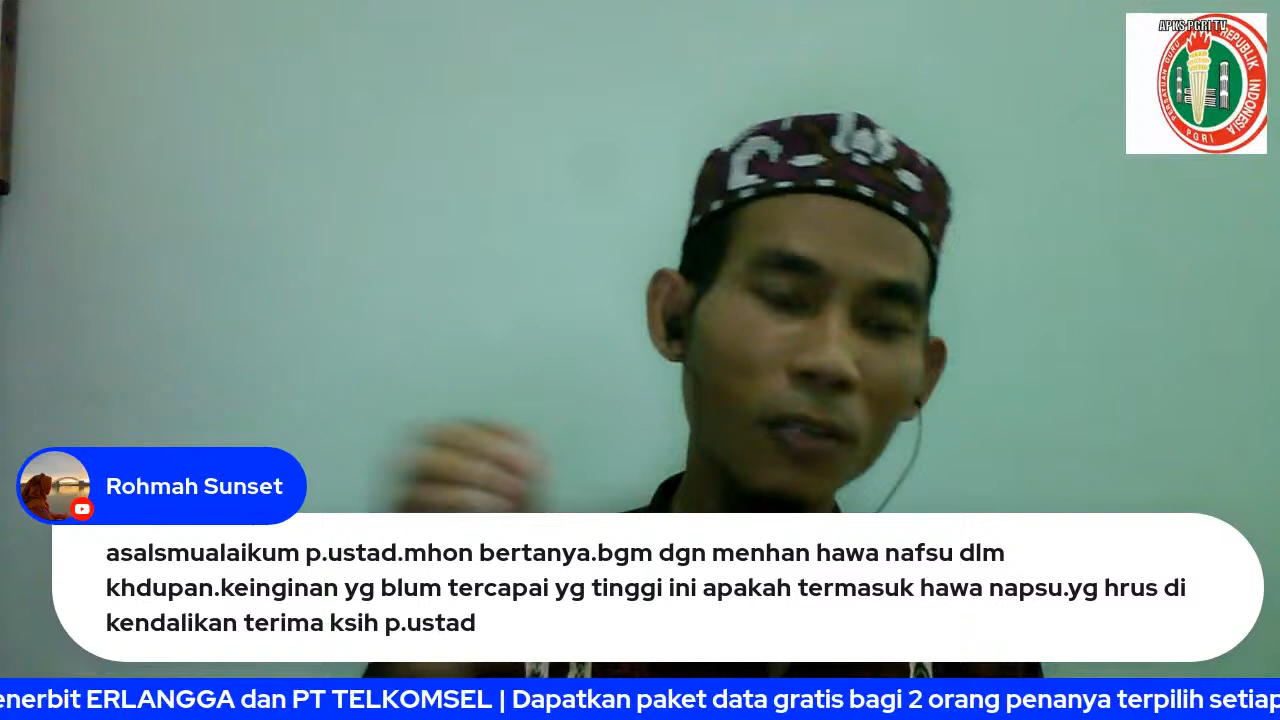 APKS PGRI TV
PERSATUAN GURU REPUBLIK INDONESIA
PGRI
Rohmah Sunset
asalsmualaikum p.ustad.mhon bertanya.bgm dgn menhan hawa nafsu dlm
khdupan.keinginan yg blum tercapai yg tinggi ini apakah termasuk hawa napsu.yg hrus di
kendalikan terima ksih p.ustad
enerbit ERLANGGA dan PT TELKOMSEL | Dapatkan paket data gratis bagi 2 orang penanya terpilih setiap